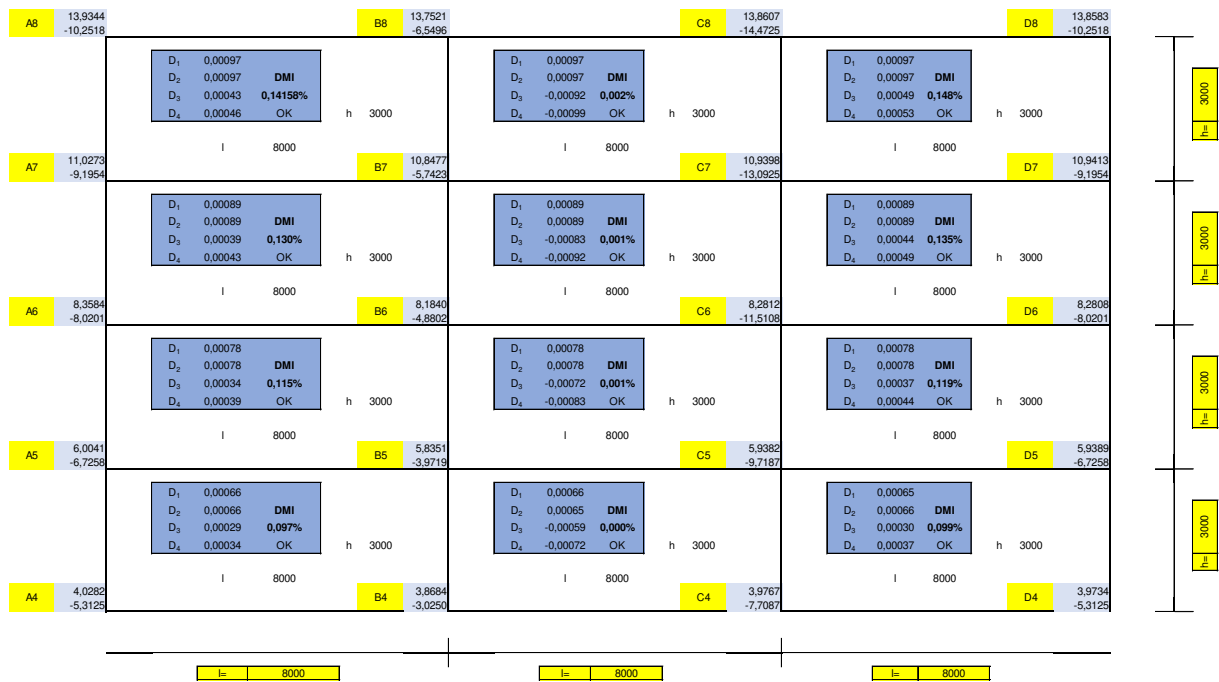 A8 13,9344 B8 13,7521 C8 13,8607 D8 13,8583
-10,2518 -6,5496 -14,4725 -10,2518
D₁ 0,00097 D₁ 0,00097 D₁ 0,00097
D₂ 0,00097 DMI D₂ 0,00097 DMI D₂ 0,00097 DMI
D₃ 0,00043 0,14158% D₃ -0,00092 0,002% D₃ 0,00049 0,148%
D₄ 0,00046 OK h 3000 D₄ -0,00099 OK h 3000 D₄ 0,00053 OK h 3000
h= 3000
l 8000 l 8000 l 8000
A7 11,0273 B7 10,8477 C7 10,9398 D7 10,9413
-9,1954 -5,7423 -13,0925 -9,1954
D₁ 0,00089 D₁ 0,00089 D₁ 0,00089
D₂ 0,00089 DMI D₂ 0,00089 DMI D₂ 0,00089 DMI
D₃ 0,00039 0,130% D₃ -0,00083 0,001% D₃ 0,00044 0,135%
D₄ 0,00043 OK h 3000 D₄ -0,00092 OK h 3000 D₄ 0,00049 OK h 3000
h= 3000
l 8000 l 8000 l 8000
A6 8,3584 B6 8,1840 C6 8,2812 D6 8,2808
-8,0201 -4,8802 -11,5108 -8,0201
D₁ 0,00078 D₁ 0,00078 D₁ 0,00078
D₂ 0,00078 DMI D₂ 0,00078 DMI D₂ 0,00078 DMI
D₃ 0,00034 0,115% D₃ -0,00072 0,001% D₃ 0,00037 0,119%
D₄ 0,00039 OK h 3000 D₄ -0,00083 OK h 3000 D₄ 0,00044 OK h 3000
h= 3000
l 8000 l 8000 l 8000
A5 6,0041 B5 5,8351 C5 5,9382 D5 5,9389
-6,7258 -3,9719 -9,7187 -6,7258
D₁ 0,00066 D₁ 0,00066 D₁ 0,00065
D₂ 0,00066 DMI D₂ 0,00065 DMI D₂ 0,00066 DMI
D₃ 0,00029 0,097% D₃ -0,00059 0,000% D₃ 0,00030 0,099%
D₄ 0,00034 OK h 3000 D₄ -0,00072 OK h 3000 D₄ 0,00037 OK h 3000
h= 3000
l 8000 l 8000 l 8000
A4 4,0282 B4 3,8684 C4 3,9767 D4 3,9734
-5,3125 -3,0250 -7,7087 -5,3125
l= 8000 l= 8000 l= 8000